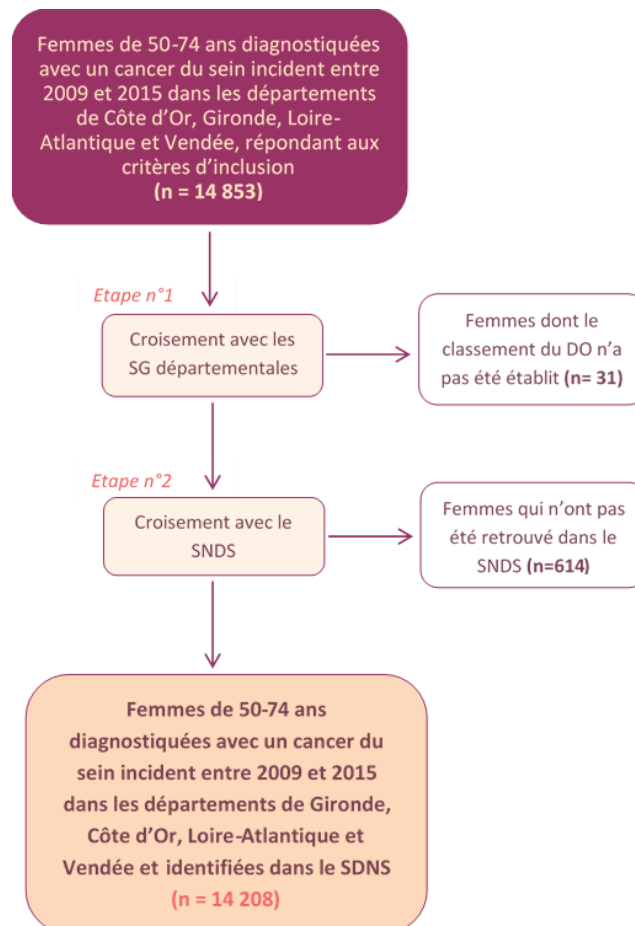 Femmes de 50-74 ans diagnostiquées
avec un cancer du sein incident entre
2009 et 2015 dans les départements
de Côte d’Or, Gironde, Loire-
Atlantique et Vendée, répondant aux
critères d’inclusion
(n = 14 853)
Etape n°1
Croisement avec les
SG départementales
Femmes dont le
classement du DO n’a
pas été établit (n= 31)
Etape n°2
Croisement avec le
SNDS
Femmes qui n’ont pas
été retrouvé dans le
SNDS (n=614)
Femmes de 50-74 ans
diagnostiquées avec un cancer du
sein incident entre 2009 et 2015
dans les départements de Gironde,
Côte d’Or, Loire-Atlantique et
Vendée et identifiées dans le SDNS
(n = 14 208)